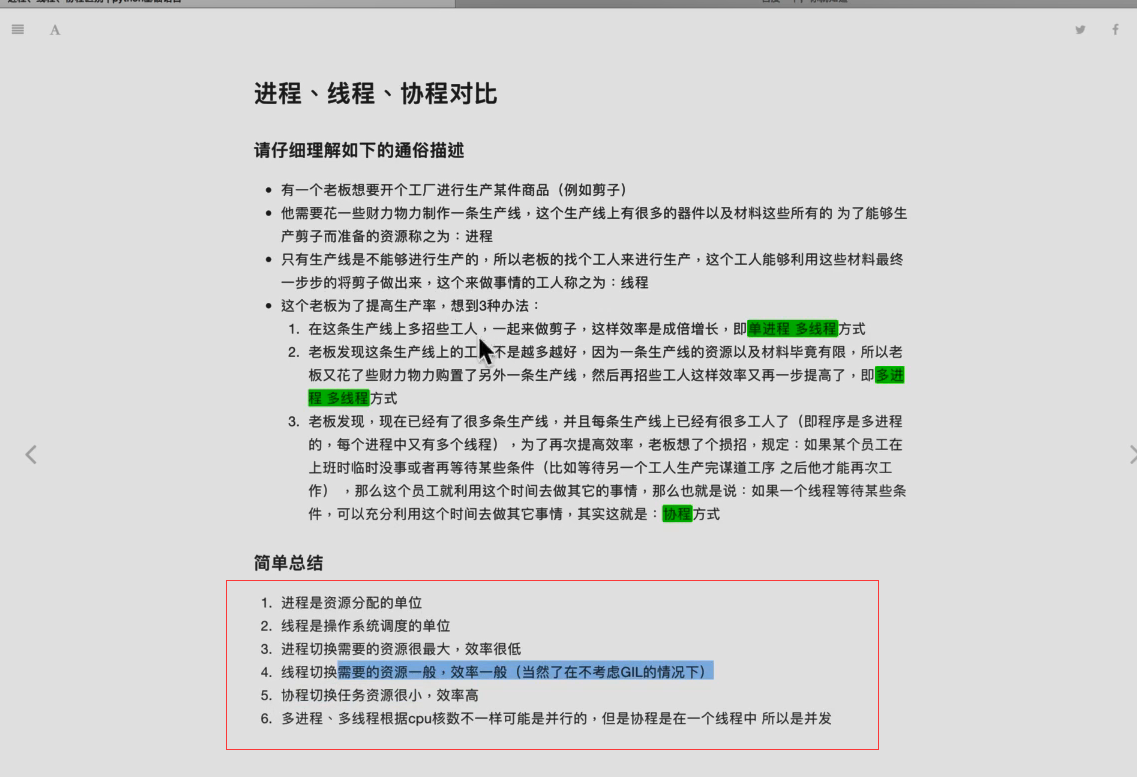 A
进程、线程、协程对比
请仔细理解如下的通俗描述
• 有一个老板想要开个工厂进行生产某件商品（例如剪子）
• 他需要花一些财力物力制作一条生产线，这个生产线上有很多的器件以及材料这些所有的 为了能够生
产剪子而准备的资源称之为：进程
• 只有生产线是不能够进行生产的，所以老板的找个工人来进行生产，这个工人能够利用这些材料最终
一步步的将剪子做出来，这个来做事情的工人称之为：线程
• 这个老板为了提高生产率，想到3种办法：
1. 在这条生产线上多招些工人，一起来做剪子，这样效率是成倍增长，即单进程 多线程方式
2. 老板发现这条生产线上的工 不是越多越好，因为一条生产线的资源以及材料毕竟有限，所以老
板又花了些财力物力购置了另外一条生产线，然后再招些工人这样效率又再一步提高了，即多进
程 多线程方式
3. 老板发现，现在已经有了很多条生产线，并且每条生产线上已经有很多工人了（即程序是多进程
的，每个进程中又有多个线程），为了再次提高效率，老板想了个损招，规定：如果某个员工在
上班时临时没事或者再等待某些条件（比如等待另一个工人生产完谋道工序 之后他才能再次工
作） ，那么这个员工就利用这个时间去做其它的事情，那么也就是说：如果一个线程等待某些条
件，可以充分利用这个时间去做其它事情，其实这就是：协程方式
简单总结
1. 进程是资源分配的单位
2. 线程是操作系统调度的单位
3. 进程切换需要的资源很最大，效率很低
4. 线程切换需要的资源一般，效率一般（当然了在不考虑GIL的情况下）
5. 协程切换任务资源很小，效率高
6. 多进程、多线程根据cpu核数不一样可能是并行的，但是协程是在一个线程中 所以是并发